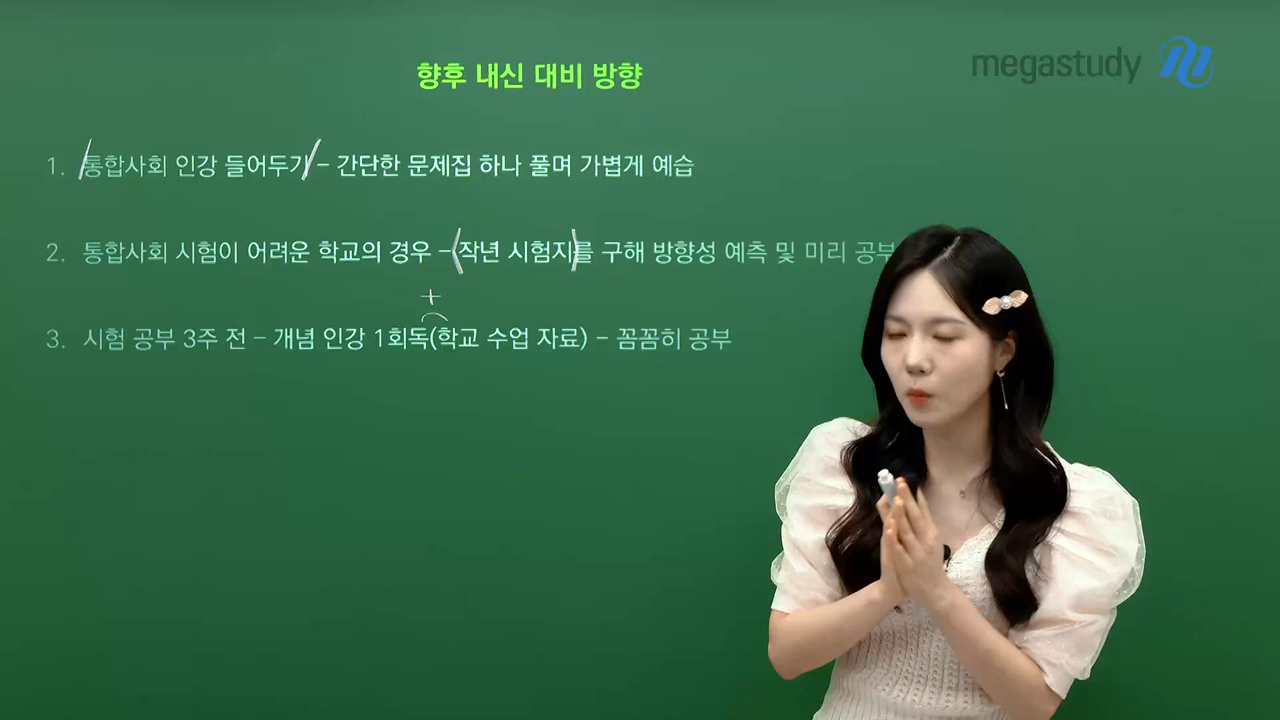 향후 내신 대비 방향
megastudy
1. 통합사회 인강 들어두기 - 간단한 문제집 하나 풀며 가볍게 예습
2. 통합사회 시험이 어려운 학교의 경우 - 작년 시험지를 구해 방향성 예측 및 미리 공부
+
3. 시험 공부 3주 전 - 개념 인강 1회독(학교 수업 자료) - 꼼꼼히 공부